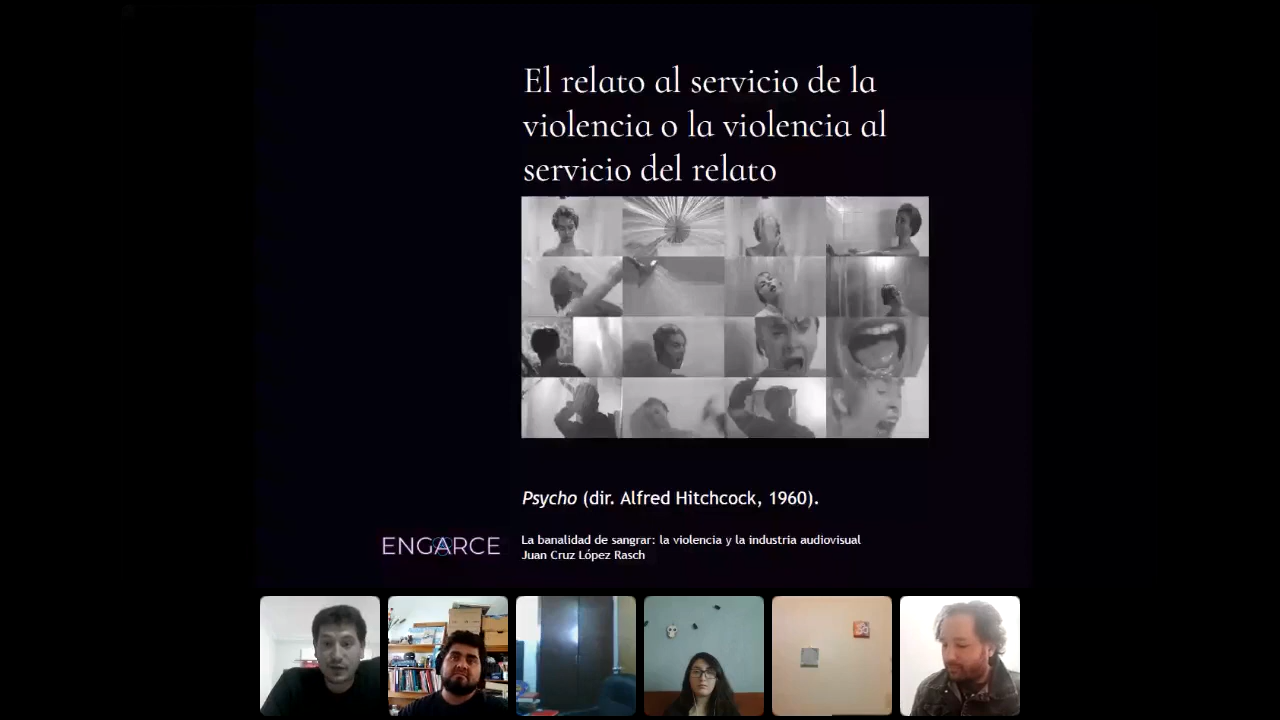 El relato al servicio de la
violencia o la violencia al
servicio del relato
Psycho (dir. Alfred Hitchcock, 1960).
ENGARCE
La banalidad de sangrar: la violencia y la industria audiovisual
Juan Cruz López Rasch